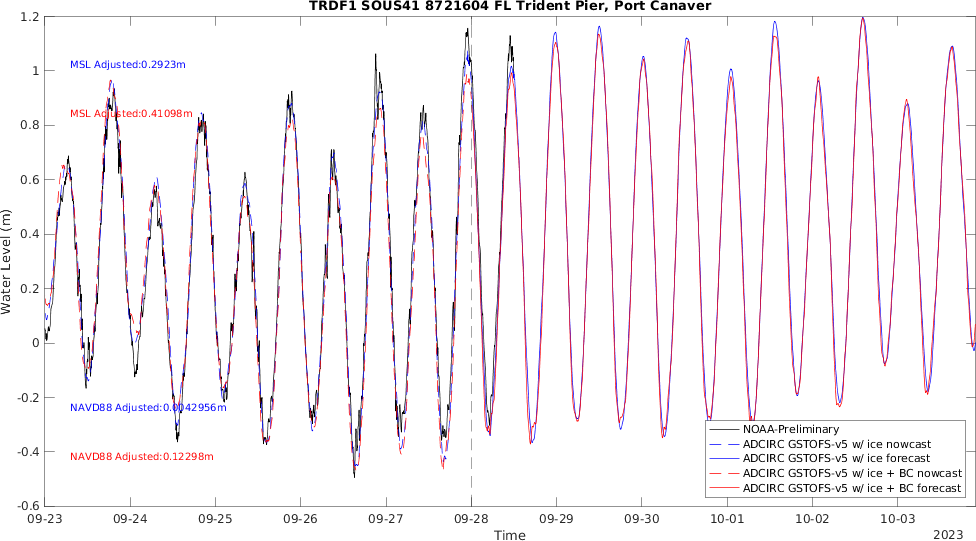 TRDF1 SOUS41 8721604 FL Trident Pier, Port Canaver
1.2
1
0.8
0.6
0.4
0.2
0
-0.2
-0.4
-0.6
Water Level (m)
MSL Adjusted:0.2923m
MSL Adjusted:0.41098m
NAVD88 Adjusted:0.0042956m
NAVD88 Adjusted:0.12298m
NOAA-Preliminary
ADCIRC GSTOFS-v5 w/ ice nowcast
ADCIRC GSTOFS-v5 w/ ice forecast
ADCIRC GSTOFS-v5 w/ ice + BC nowcast
ADCIRC GSTOFS-v5 w/ ice + BC forecast
09-23 09-24 09-25 09-26 09-27 09-28 09-29 09-30 10-01 10-02 10-03
Time
2023